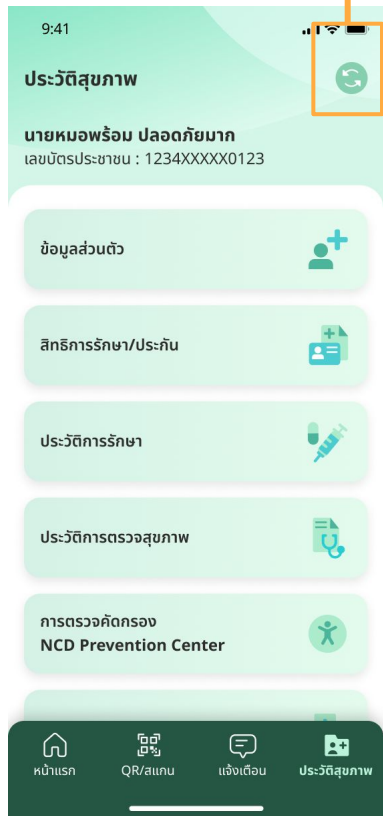 9:41
ประวัติสุขภาพ
นายหมอพร้อม ปลอดภัยมาก
เลขบัตรประชาชน : 1234XXXXX0123
ข้อมูลส่วนตัว
สิทธิการรักษา/ประกัน
ประวัติการรักษา
ประวัติการตรวจสุขภาพ
การตรวจคัดกรอง
NCD Prevention Center
หน้าแรก
QR/สแกน
แจ้งเตือน
ประวัติสุขภาพ